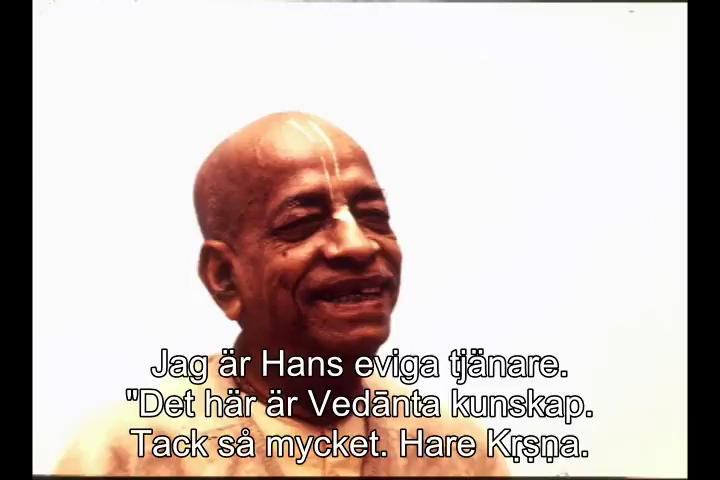 Jag är Hans eviga tjänare.
"Det här är Vedānta kunskap.
Tack så mycket. Hare Kṛṣṇa.